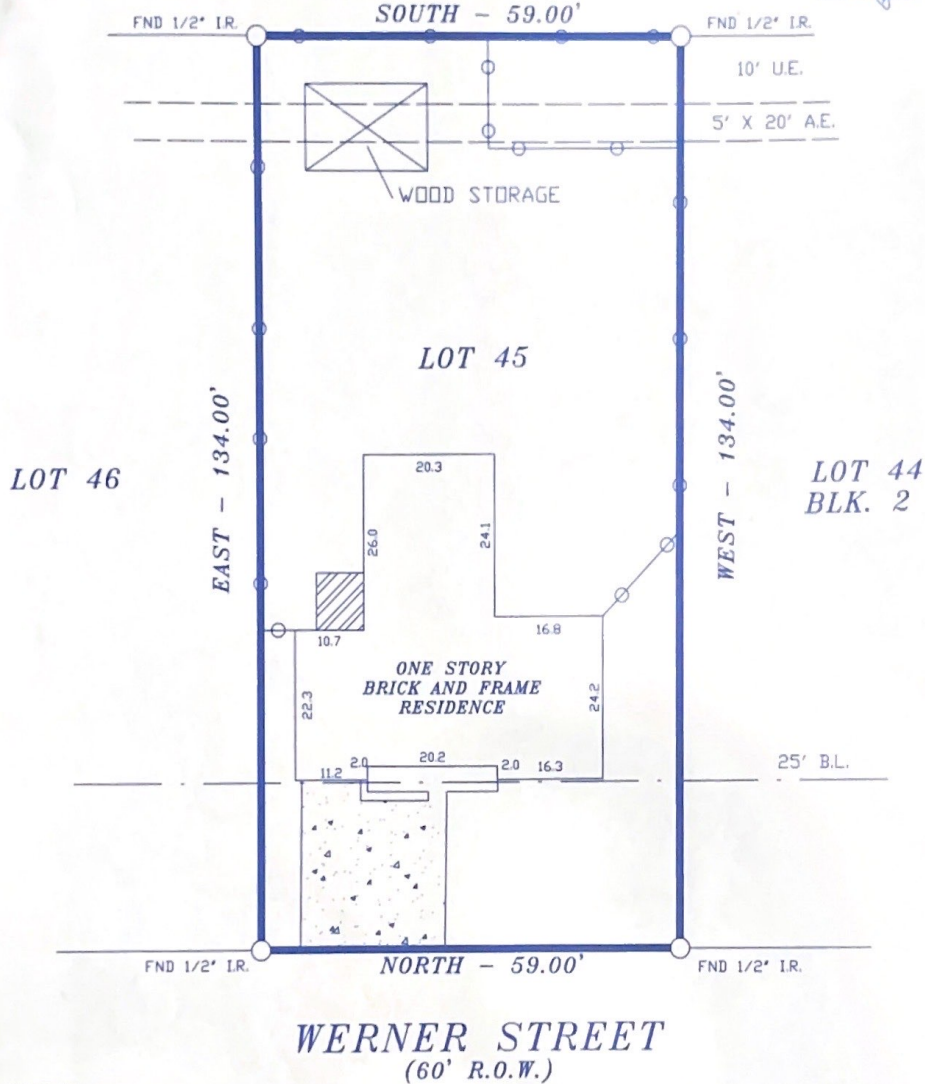 SOUTH - 59.00'
FND 1/2" I.R.
FND 1/2" I.R.
10' U.E.
5' X 20' A.E.
WOOD STORAGE
LOT 45
EAST - 134.00'
WEST - 134.00'
LOT 46
LOT 44
BLK. 2
20.3
26.0
24.1
10.7
16.8
ONE STORY
BRICK AND FRAME
RESIDENCE
22.3
24.2
11.2
2.0
20.2
2.0
16.3
25' B.L.
FND 1/2" I.R.
NORTH - 59.00'
FND 1/2" I.R.
WERNER STREET
(60' R.O.W.)